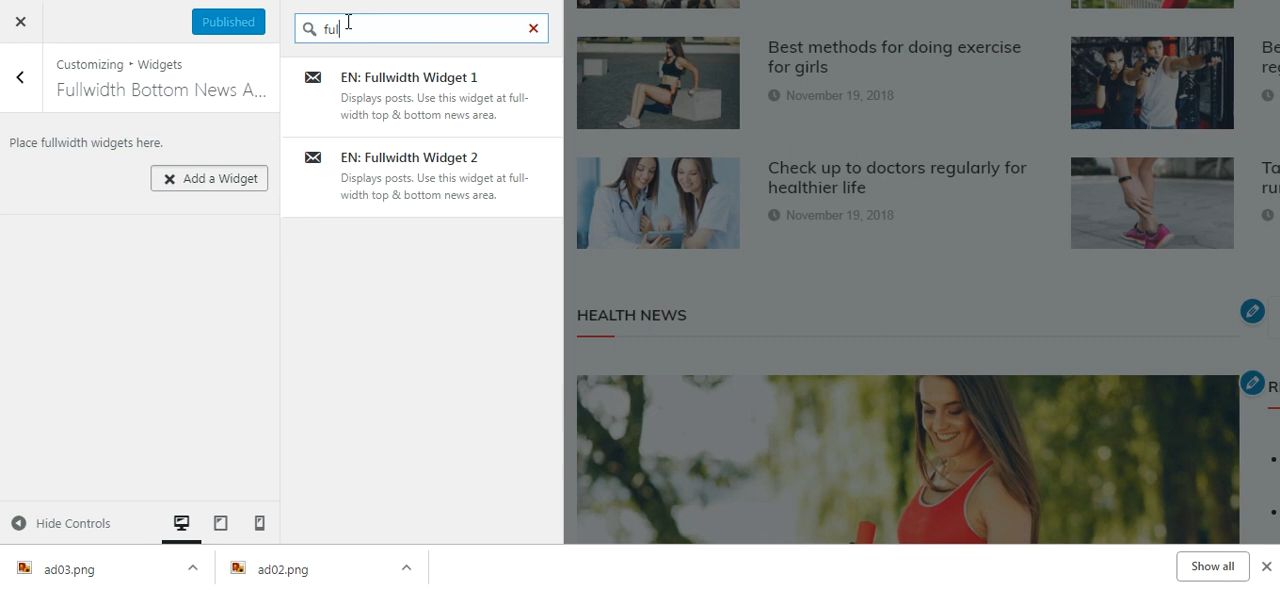 Published
Customizing ‣ Widgets
Fullwidth Bottom News A...
Place fullwidth widgets here.
Add a Widget
Hide Controls
ful
EN: Fullwidth Widget 1
Displays posts. Use this widget at full-
width top & bottom news area.
EN: Fullwidth Widget 2
Displays posts. Use this widget at full-
width top & bottom news area.
Best methods for doing exercise
for girls
November 19, 2018
Check up to doctors regularly for
healthier life
November 19, 2018
HEALTH NEWS
ad03.png
ad02.png
Show all